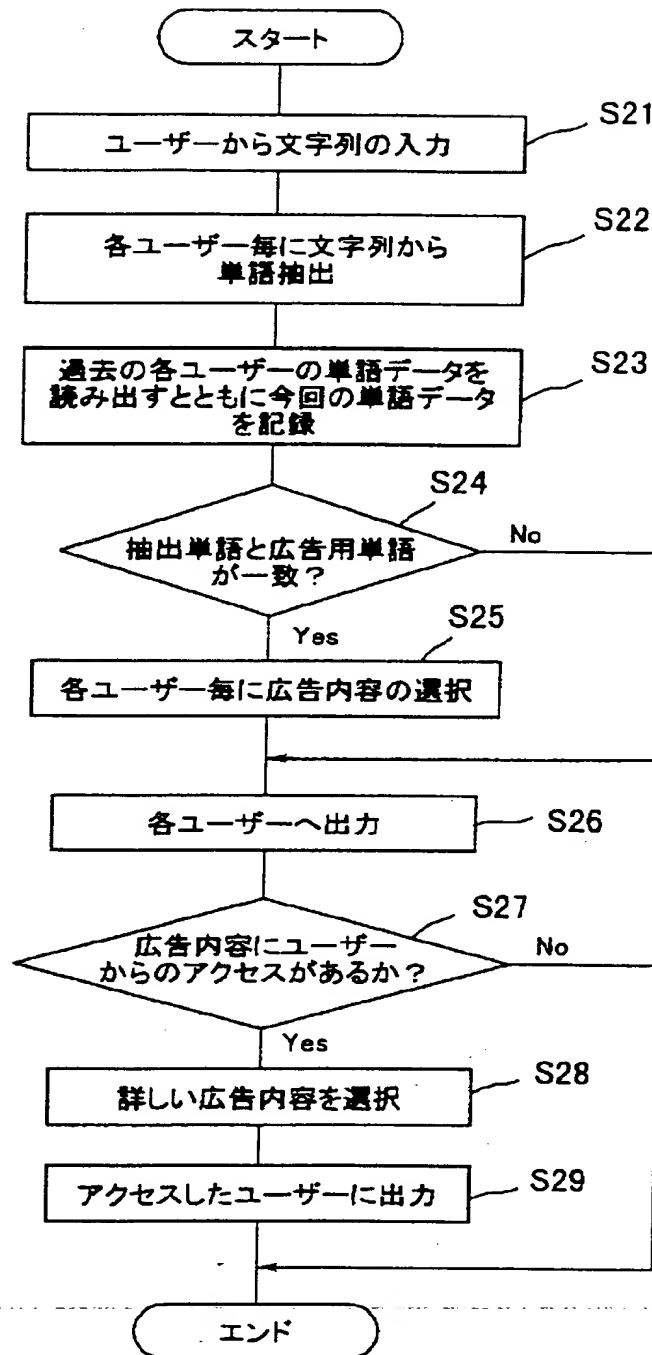 スタート
S21
ユーザーから文字列の入力
S22
各ユーザー毎に文字列から
単語抽出
S23
過去の各ユーザーの単語データを
読み出すとともに今回の単語データ
を記録
S24
抽出単語と広告用単語
が一致?
No
Yes
S25
各ユーザー毎に広告内容の選択
各ユーザーへ出力
S26
S27
広告内容にユーザー
からのアクセスがあるか?
No
Yes
S28
詳しい広告内容を選択
S29
アクセスしたユーザーに出力
エンド